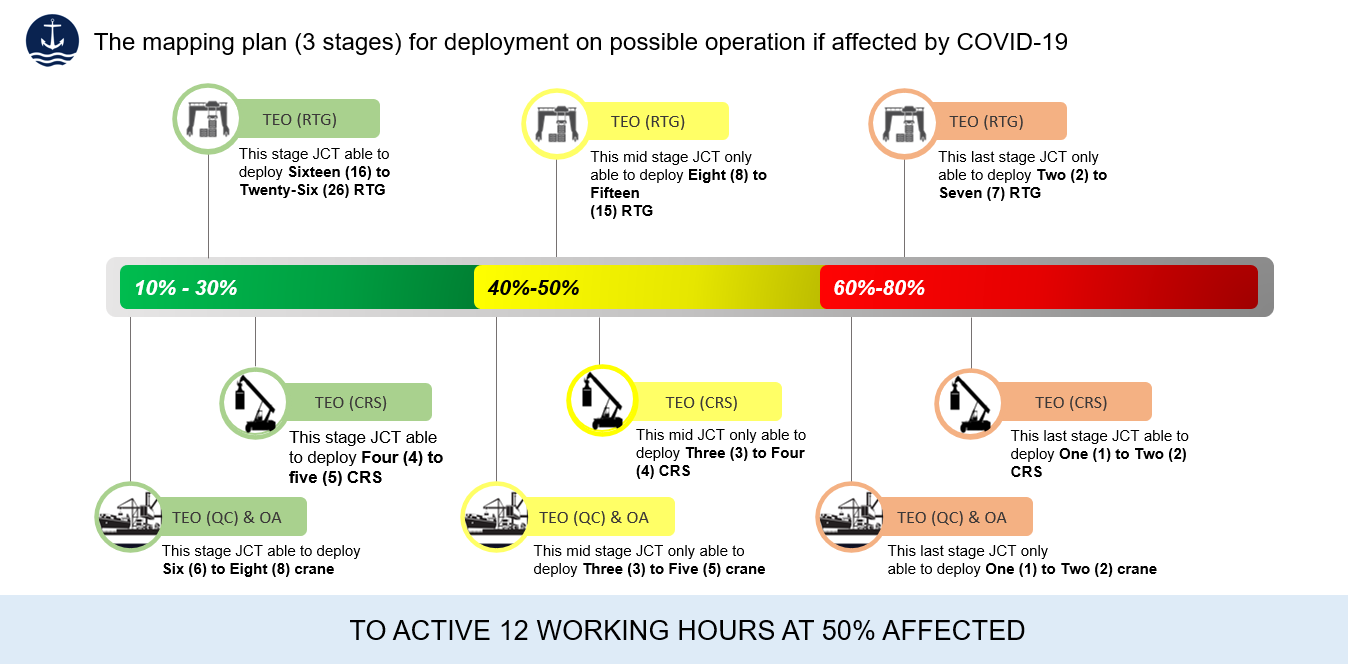 The mapping plan (3 stages) for deployment on possible operation if affected by COVID-19
TEO (RTG)
This stage JCT able to
deploy Sixteen (16) to
Twenty-Six (26) RTG
TEO (RTG)
This mid stage JCT only
able to deploy Eight (8) to
Fifteen
(15) RTG
TEO (RTG)
This last stage JCT only
able to deploy Two (2) to
Seven (7) RTG
10% - 30%
40%-50%
60%-80%
TEO (CRS)
This stage JCT able
to deploy Four (4) to
five (5) CRS
TEO (CRS)
This mid JCT only able to
deploy Three (3) to Four
(4) CRS
TEO (CRS)
This last stage JCT able to
deploy One (1) to Two (2)
CRS
TEO (QC) & OA
This stage JCT able to deploy
Six (6) to Eight (8) crane
TEO (QC) & OA
This mid stage JCT only able to
deploy Three (3) to Five (5) crane
TEO (QC) & OA
This last stage JCT only
able to deploy One (1) to Two (2) crane
TO ACTIVE 12 WORKING HOURS AT 50% AFFECTED